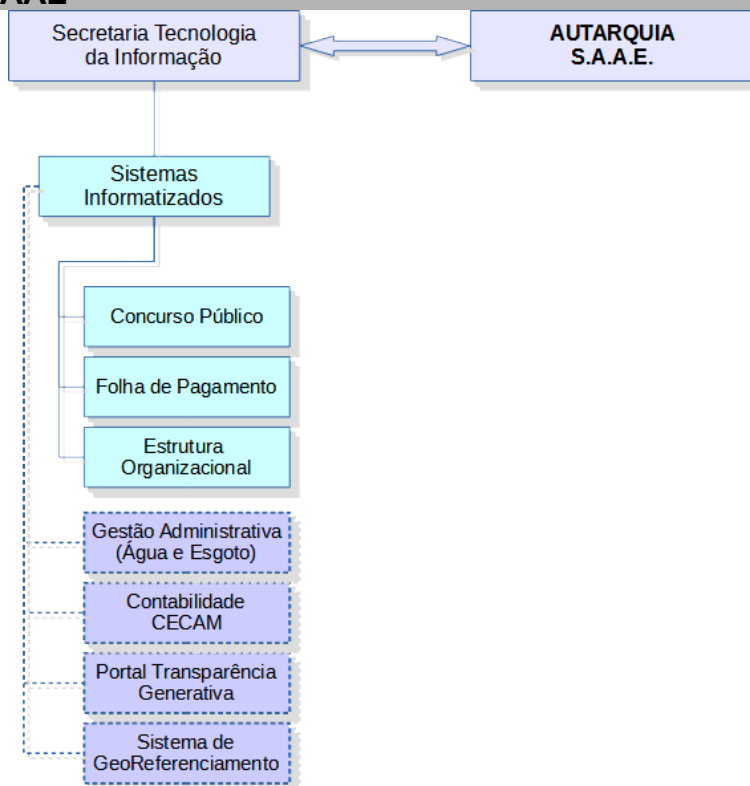 Secretaria Tecnologia
da Informação
AUTARQUIA
S.A.A.E.
Sistemas
Informatizados
Concurso Público
Folha de Pagamento
Estrutura
Organizacional
Gestão Administrativa
(Água e Esgoto)
Contabilidade
CECAM
Portal Transparência
Generativa
Sistema de
GeoReferenciamento